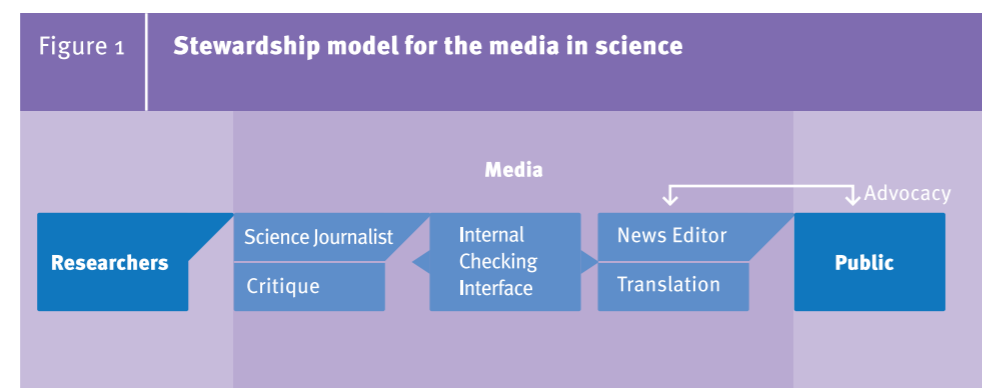 Figure 1
Stewardship model for the media in science
Media
Advocacy
Researchers
Science Journalist
Critique
Internal
Checking
Interface
News Editor
Translation
Public